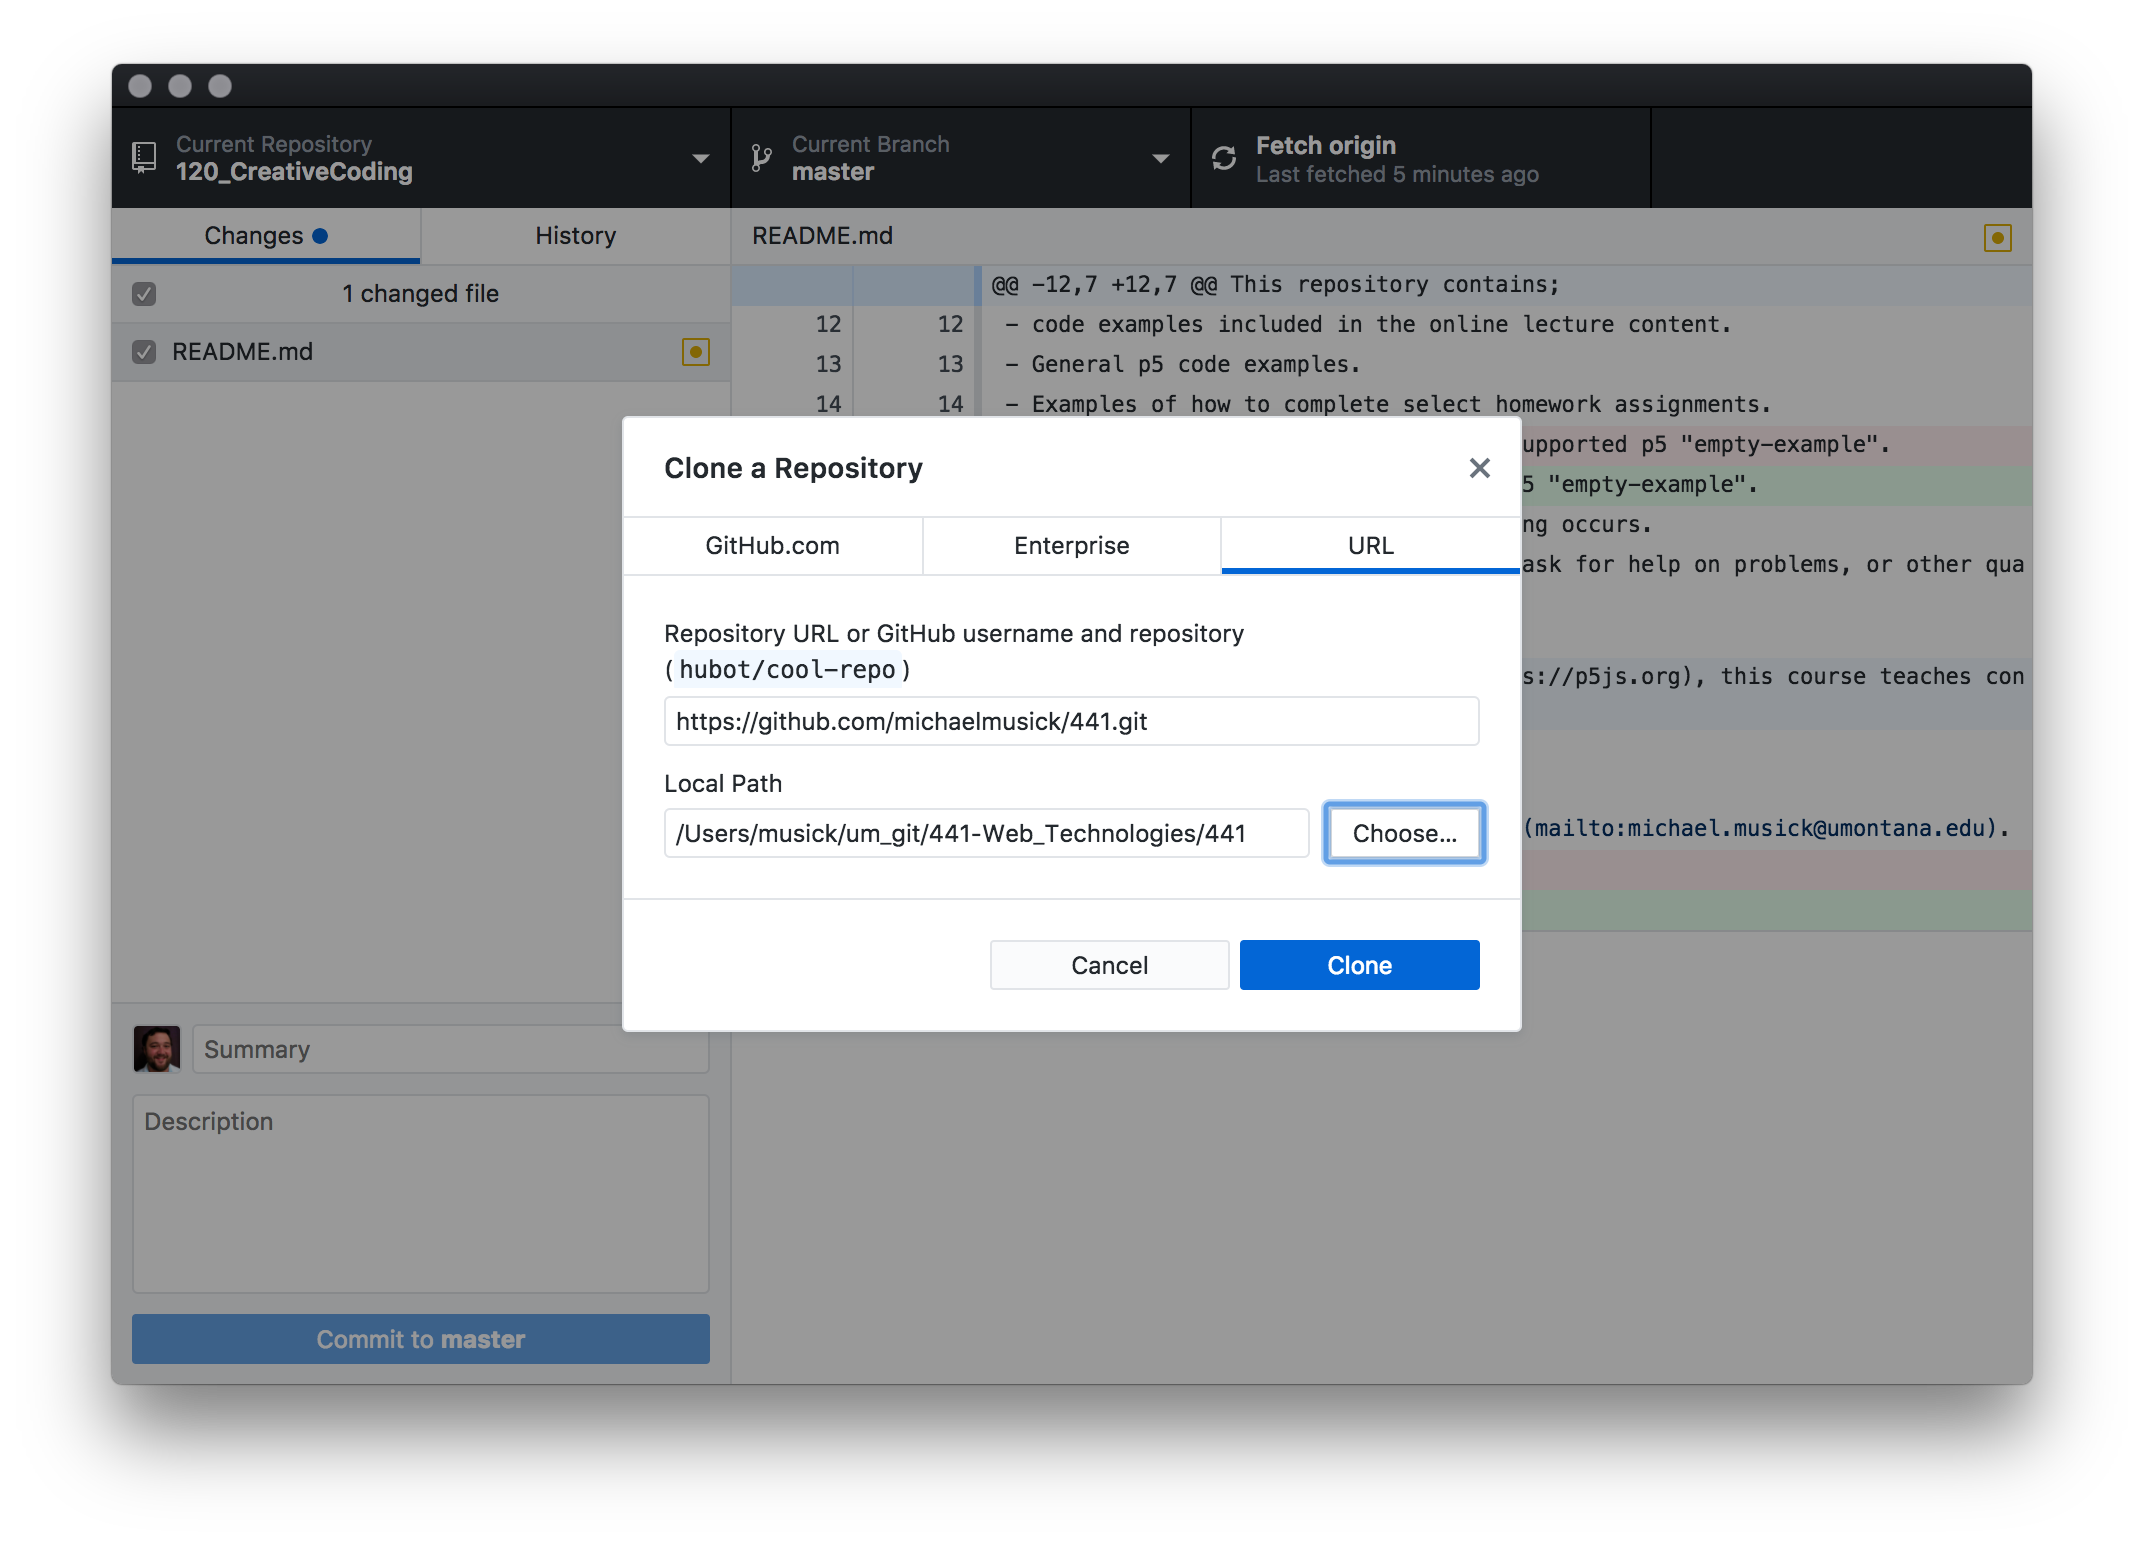 Current Repository
120_CreativeCoding
Current Branch
master
Fetch origin
Last fetched 5 minutes ago
Changes
History
README.md
1 changed file
README.md
@@ -12,7 +12,7 @@ This repository contains;
12 12 - code examples included in the online lecture content.
13 13 - General p5 code examples.
14 14 - Examples of how to complete select homework assignments.
upported p5 "empty-example".
5 "empty-example".
ng occurs.
ask for help on problems, or other qua
s://p5js.org), this course teaches con
(mailto:michael.musick@umontana.edu).
Clone a Repository
GitHub.com
Enterprise
URL
Repository URL or GitHub username and repository
(hubot/cool-repo)
https://github.com/michaelmusick/441.git
Local Path
/Users/musick/um_git/441-Web_Technologies/441
Choose...
Cancel
Clone
Summary
Description
Commit to master